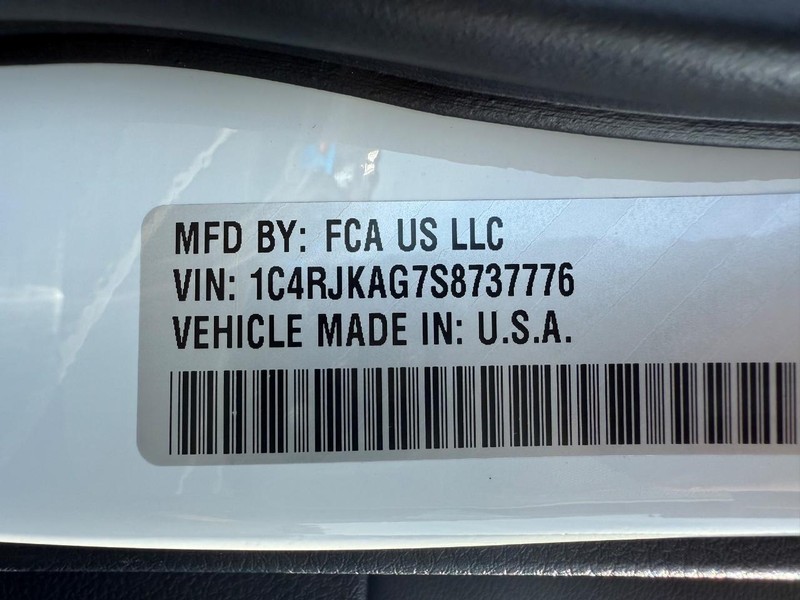 MFD BY: FCA US LLC
VIN: 1C4RJKAG7S8737776
VEHICLE MADE IN: U.S.A.